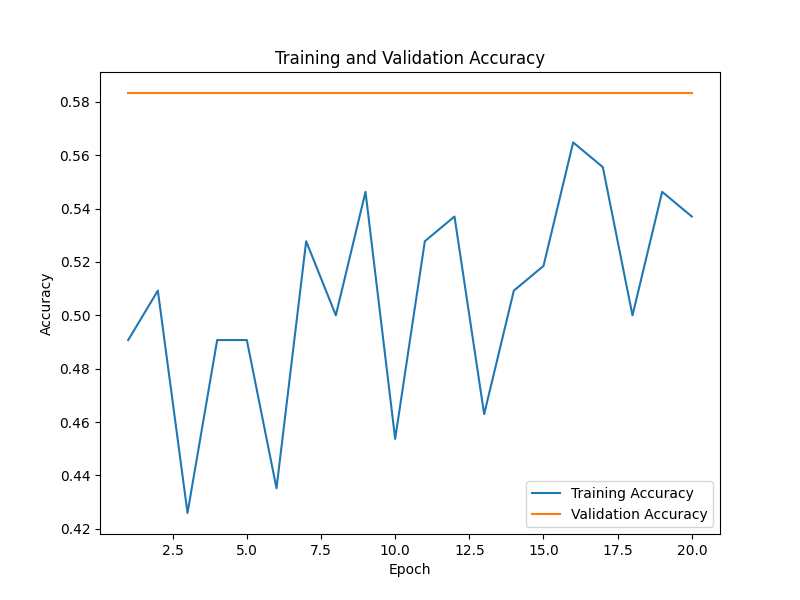 Training and Validation Accuracy
0.58
0.56
0.54
0.52
0.50
0.48
0.46
0.44
0.42
Accuracy
Training Accuracy
Validation Accuracy
2.5 5.0 7.5 10.0 12.5 15.0 17.5 20.0
Epoch